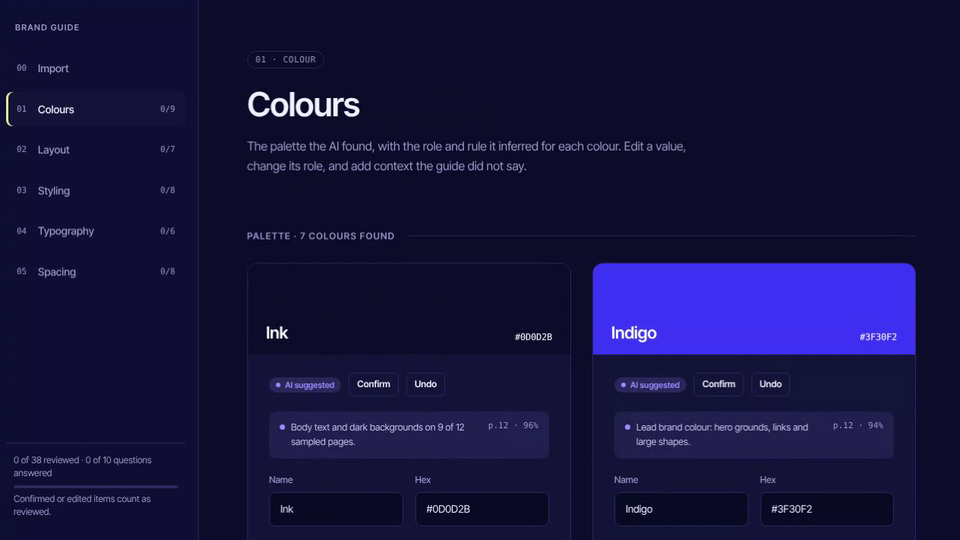 BRAND GUIDE
00 Import
01 Colours 0/9
02 Layout 0/7
03 Styling 0/8
04 Typography 0/6
05 Spacing 0/8
0 of 38 reviewed · 0 of 10 questions
answered
Confirmed or edited items count as
reviewed.
01 · COLOUR
Colours
The palette the AI found, with the role and rule it inferred for each colour. Edit a value,
change its role, and add context the guide did not say.
PALETTE · 7 COLOURS FOUND
Ink #0D0D2B
AI suggested Confirm Undo
Body text and dark backgrounds on 9 of 12 p.12 · 96%
sampled pages.
Name Hex
Ink #0D0D2B
Indigo #3F30F2
AI suggested Confirm Undo
Lead brand colour: hero grounds, links and p.12 · 94%
large shapes.
Name Hex
Indigo #3F30F2